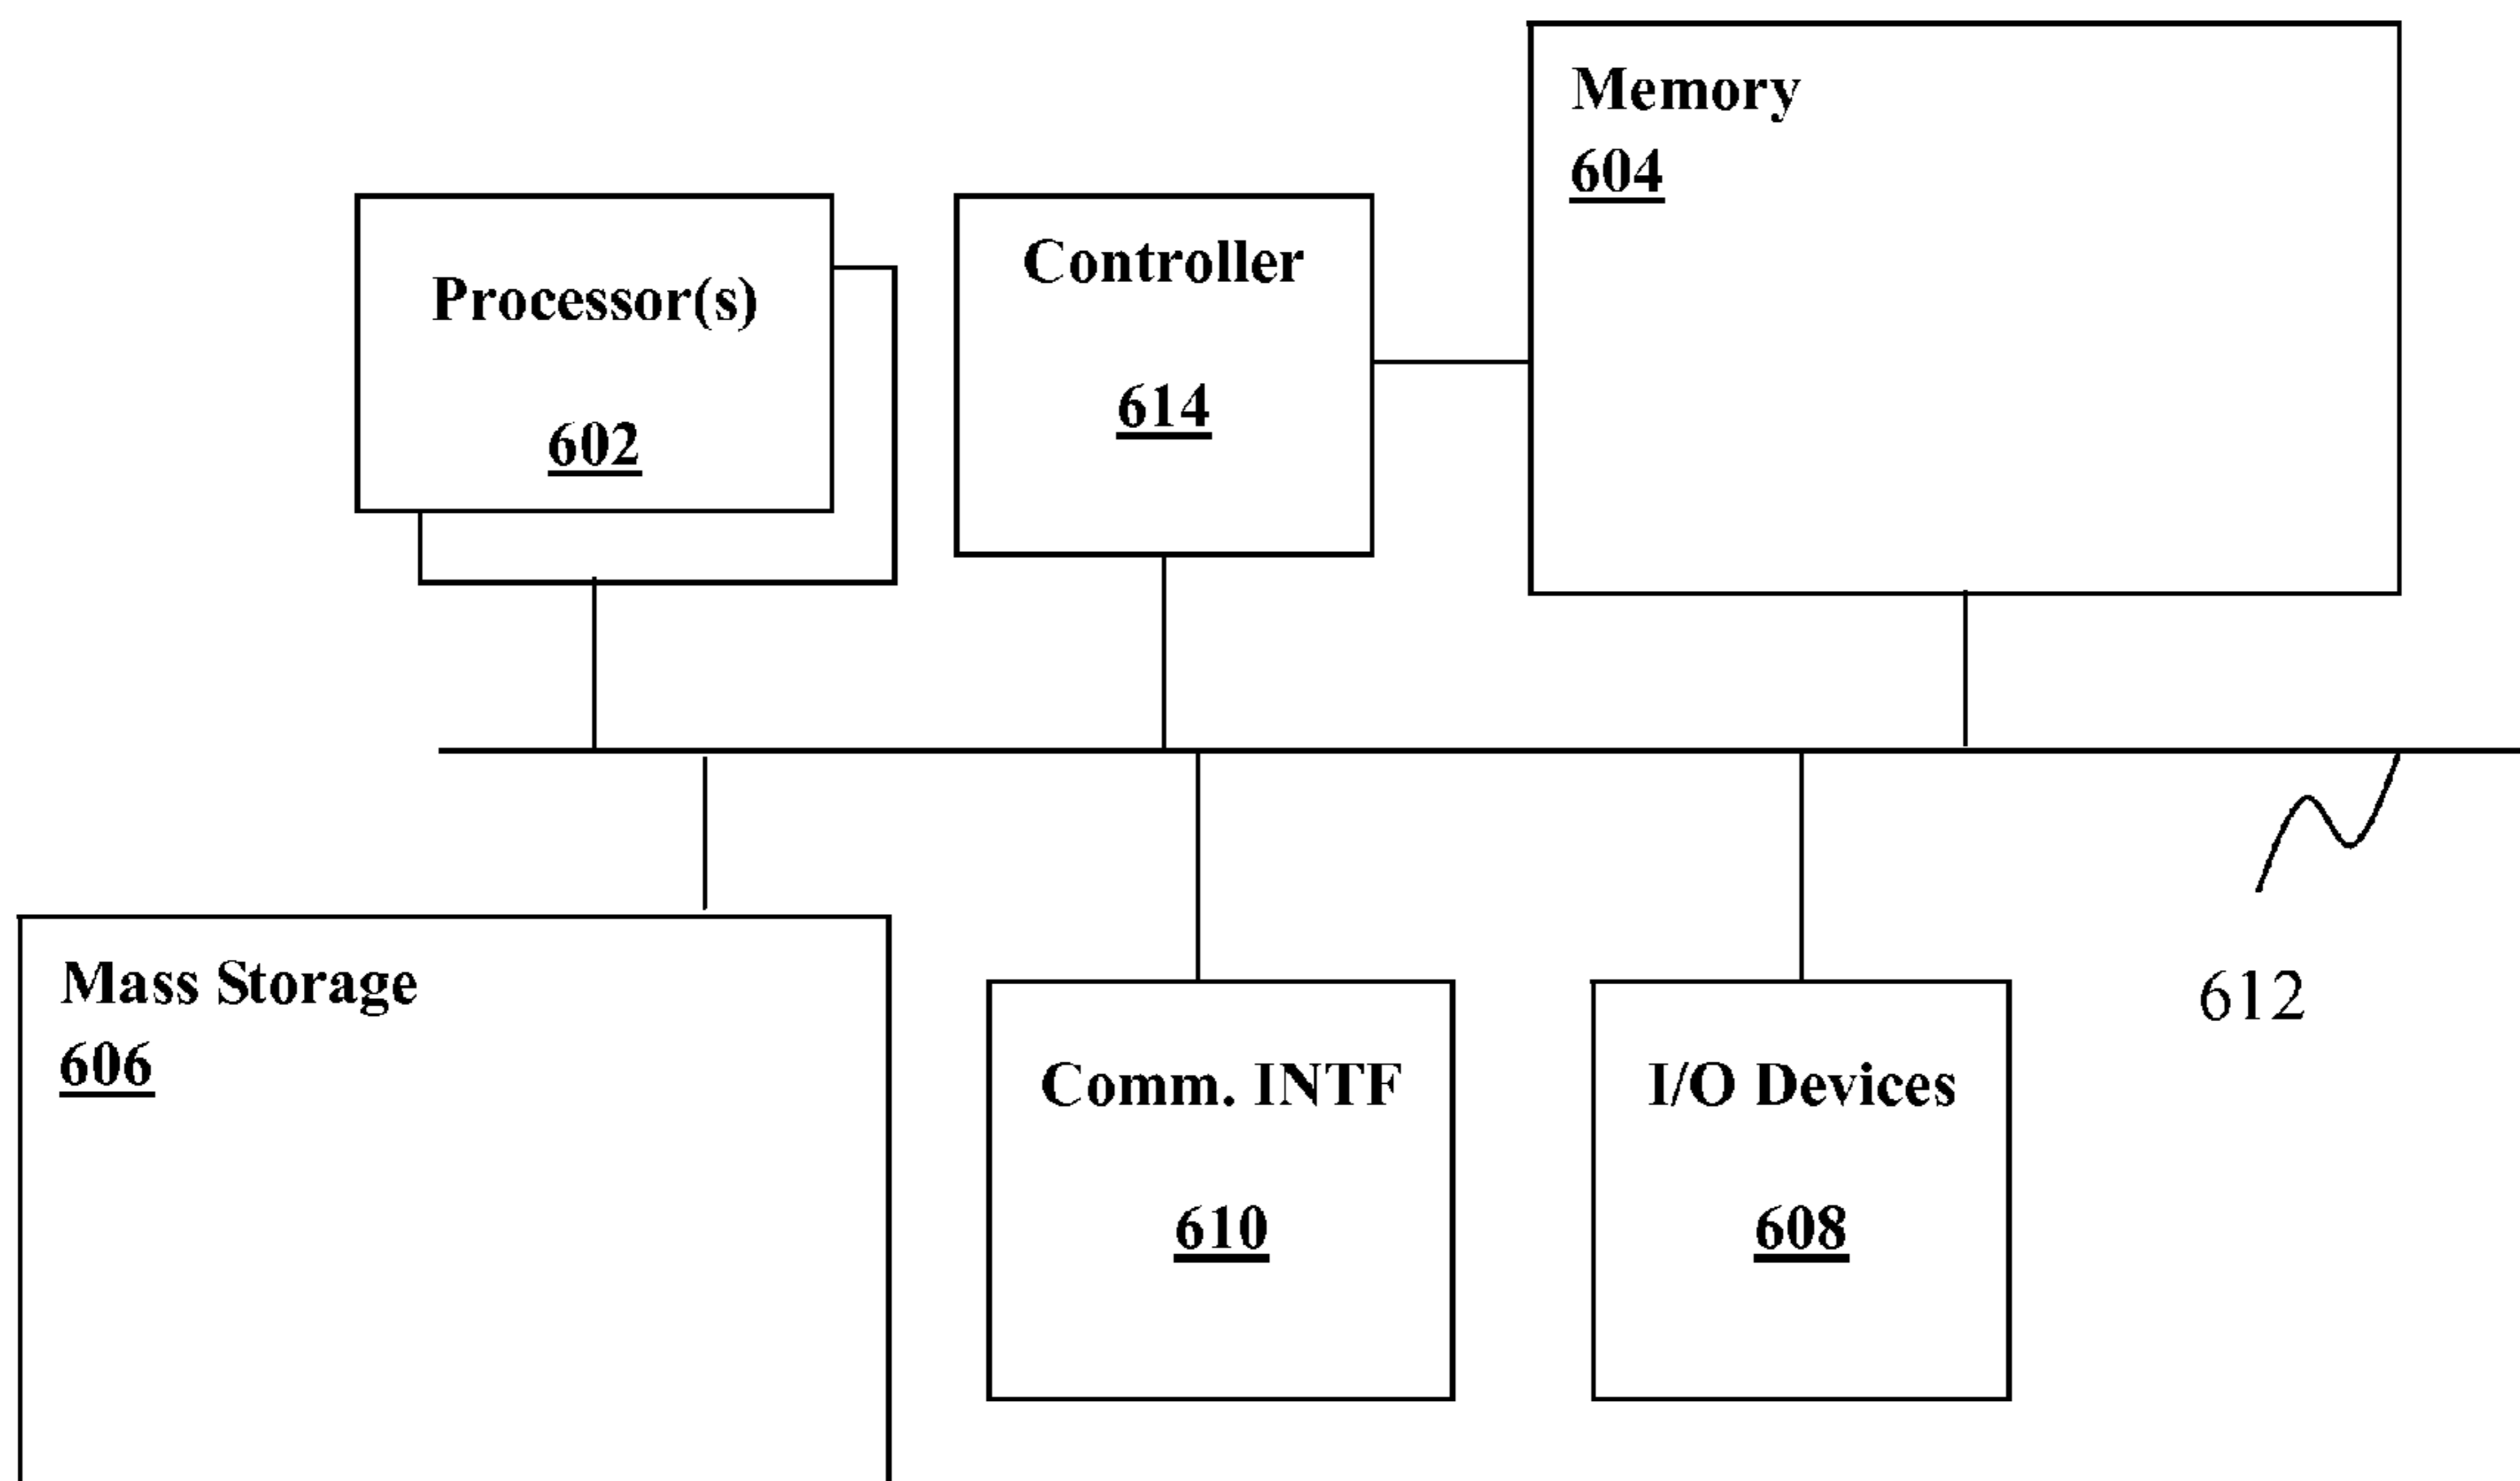 Memory
604
Processor(s)
602
Controller
614
Mass Storage
606
Comm. INTF
610
I/O Devices
608
612